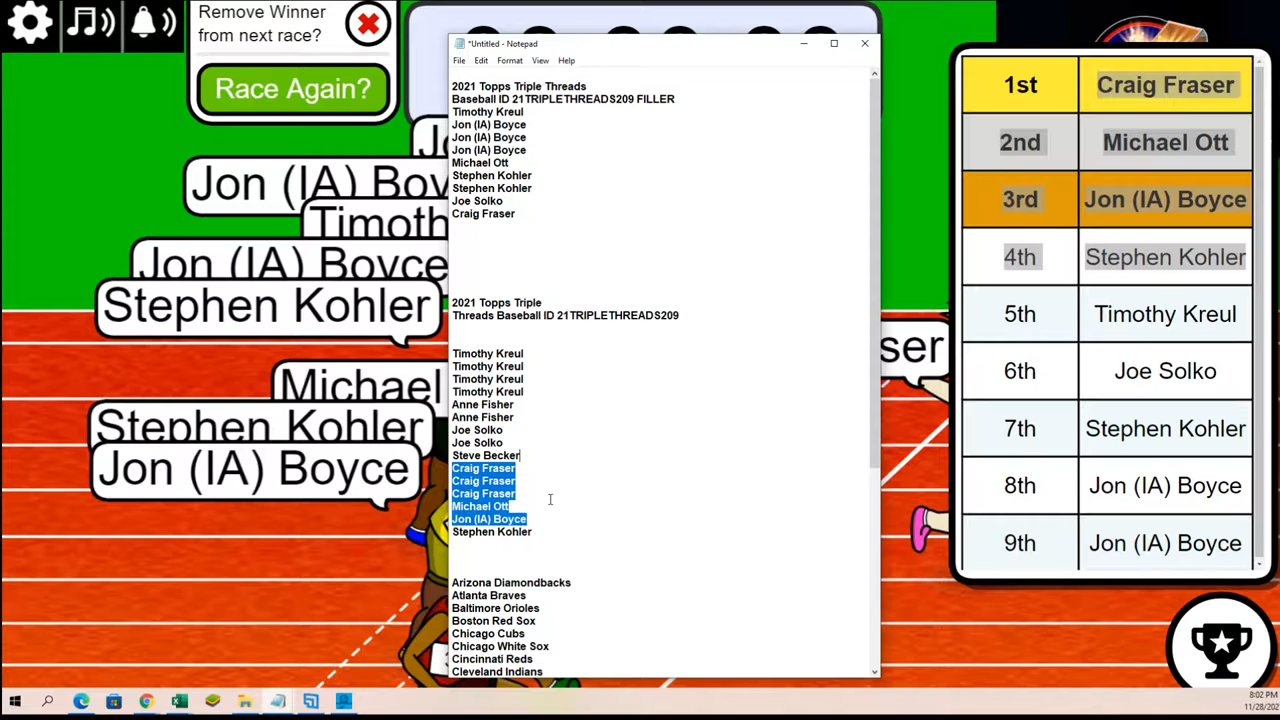 Remove Winner
from next race?
Race Again?
Jon (IA) Boy
Timoth
Jon (IA) Boyce
Stephen Kohler
Michael
Stephen Kohler
Jon (IA) Boyce
ser
*Untitled - Notepad
File Edit Format View Help
2021 Topps Triple Threads
Baseball ID 21TRIPLETHREADS209 FILLER
Timothy Kreul
Jon (IA) Boyce
Jon (IA) Boyce
Jon (IA) Boyce
Michael Ott
Stephen Kohler
Stephen Kohler
Joe Solko
Craig Fraser
2021 Topps Triple
Threads Baseball ID 21TRIPLETHREADS209
Timothy Kreul
Timothy Kreul
Timothy Kreul
Timothy Kreul
Anne Fisher
Anne Fisher
Joe Solko
Joe Solko
Steve Becker
Craig Fraser
Craig Fraser
Craig Fraser
Michael Ott
Jon (IA) Boyce
Stephen Kohler
Arizona Diamondbacks
Atlanta Braves
Baltimore Orioles
Boston Red Sox
Chicago Cubs
Chicago White Sox
Cincinnati Reds
Cleveland Indians
1st Craig Fraser
2nd Michael Ott
3rd Jon (IA) Boyce
4th Stephen Kohler
5th Timothy Kreul
6th Joe Solko
7th Stephen Kohler
8th Jon (IA) Boyce
9th Jon (IA) Boyce
8:02 PM
11/28/202